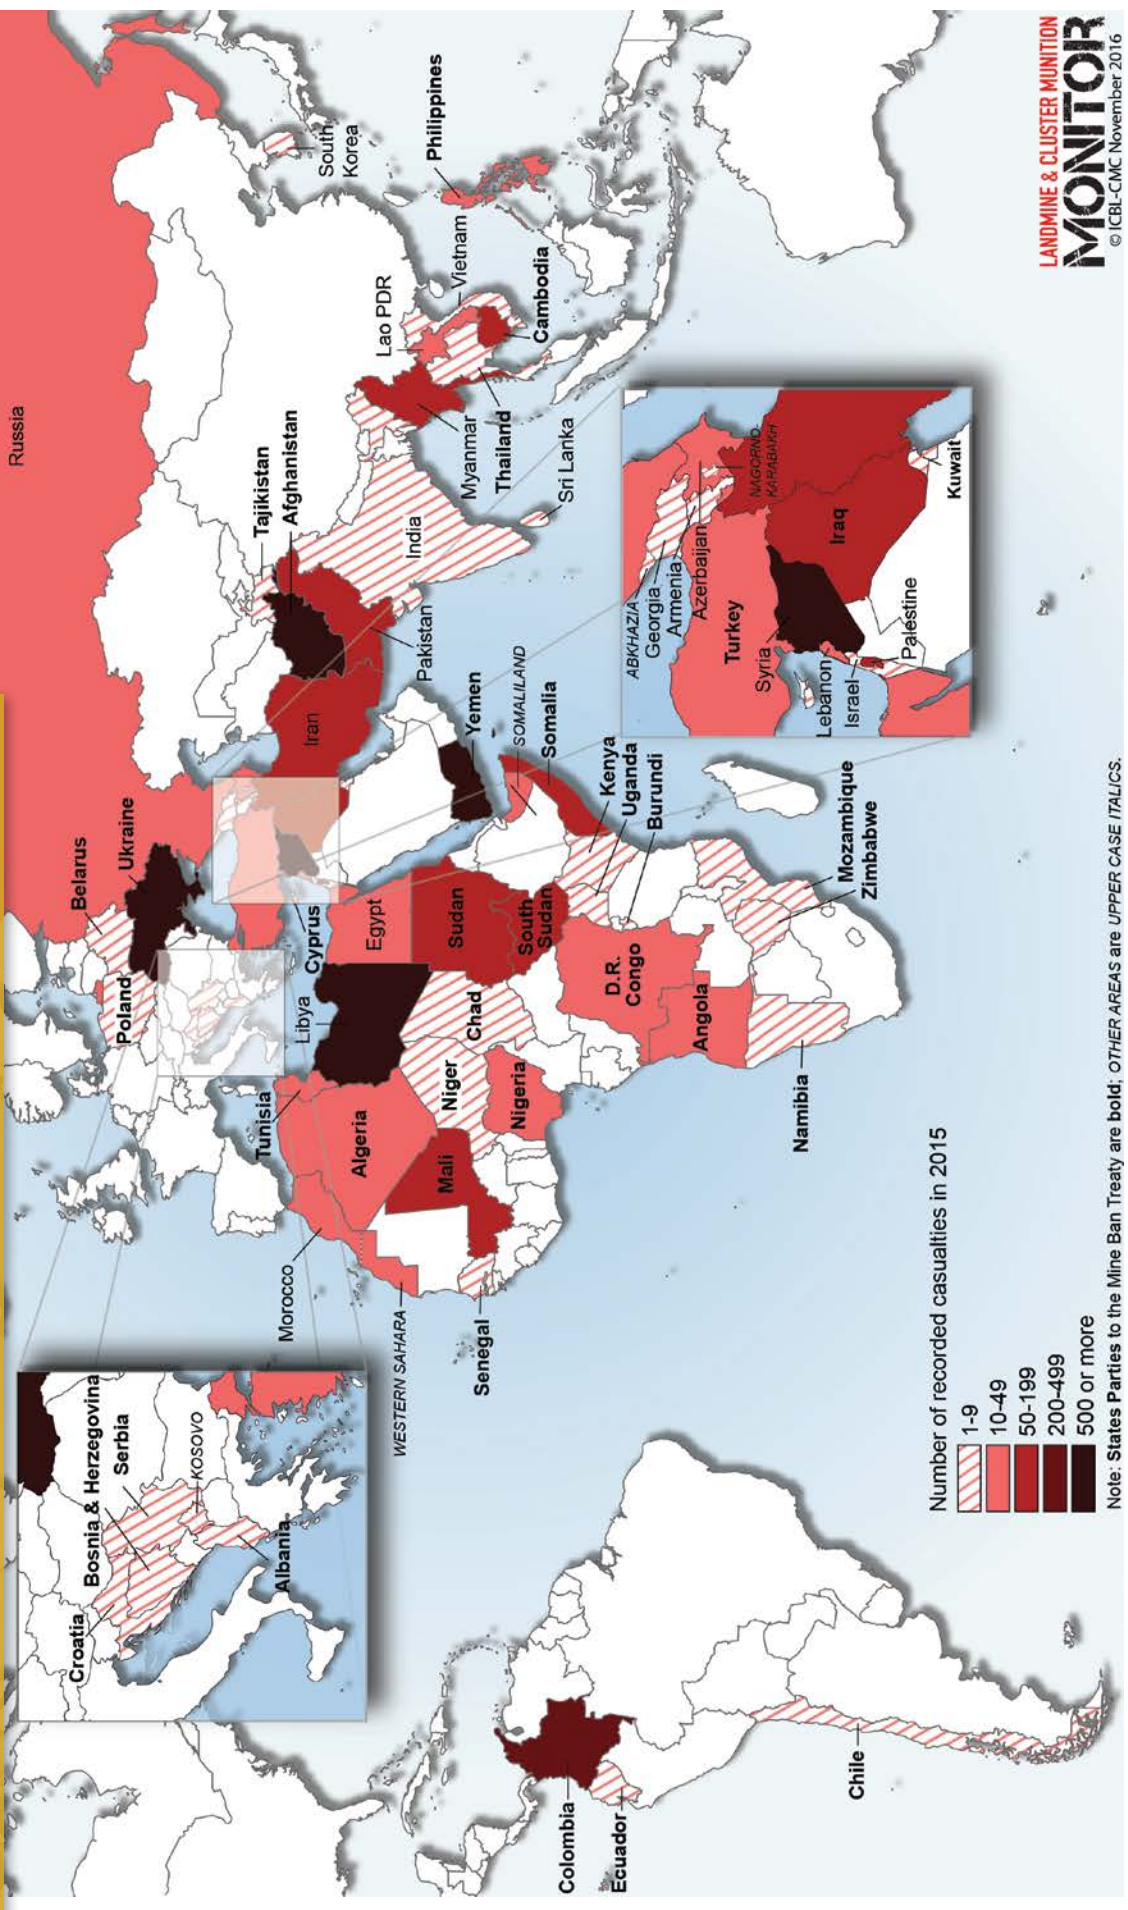 Russia
Belarus
Ukraine
Poland
Croatia
Bosnia & Herzegovina
Serbia
KOSOVO
Albania
Tajikistan
Afghanistan
South
Korea
Philippines
Vietnam
Lao PDR
Cambodia
Myanmar
Thailand
Sri Lanka
India
Pakistan
Iran
Cyprus
Libya
Tunisia
Morocco
Algeria
Egypt
WESTERN SAHARA
Senegal
Mali
Niger
Chad
Nigeria
Sudan
South
Sudan
Yemen
SOMALILAND
Somalia
Kenya
Uganda
Burundi
D.R.
Congo
Angola
Namibia
Mozambique
Zimbabwe
ABKHAZIA
Georgia
Armenia
Azerbaijan
NAGORNO-
KARABAKH
Turkey
Syria
Lebanon
Israel
Palestine
Iraq
Kuwait
Colombia
Ecuador
Chile
Number of recorded casualties in 2015
1-9
10-49
50-199
200-499
500 or more
Note: States Parties to the Mine Ban Treaty are bold; OTHER AREAS are UPPER CASE ITALICS.
LANDMINE & CLUSTER MUNITION
MONITOR
© ICBL-CMC November 2016